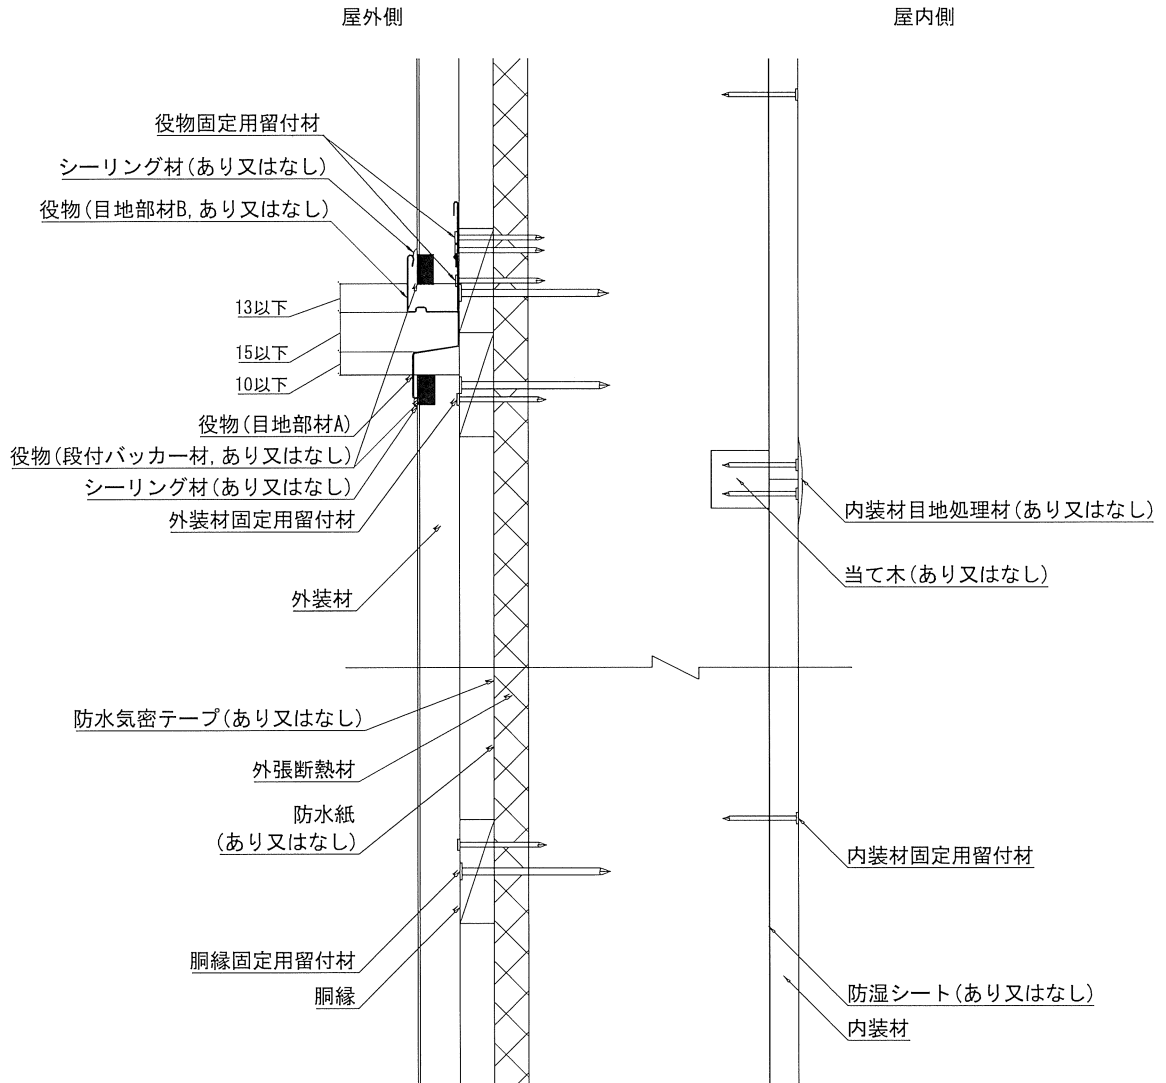 屋外側
屋内側
役物固定用留付材
シーリング材(あり又はなし)
役物(目地部材B,あり又はなし)
13以下
15以下
10以下
役物(目地部材A)
役物(段付バッカー材,あり又はなし)
シーリング材(あり又はなし)
外装材固定用留付材
外装材
防水気密テープ(あり又はなし)
外張断熱材
防水紙
(あり又はなし)
胴縁固定用留付材
胴縁
内装材目地処理材(あり又はなし)
当て木(あり又はなし)
内装材固定用留付材
防湿シート(あり又はなし)
内装材